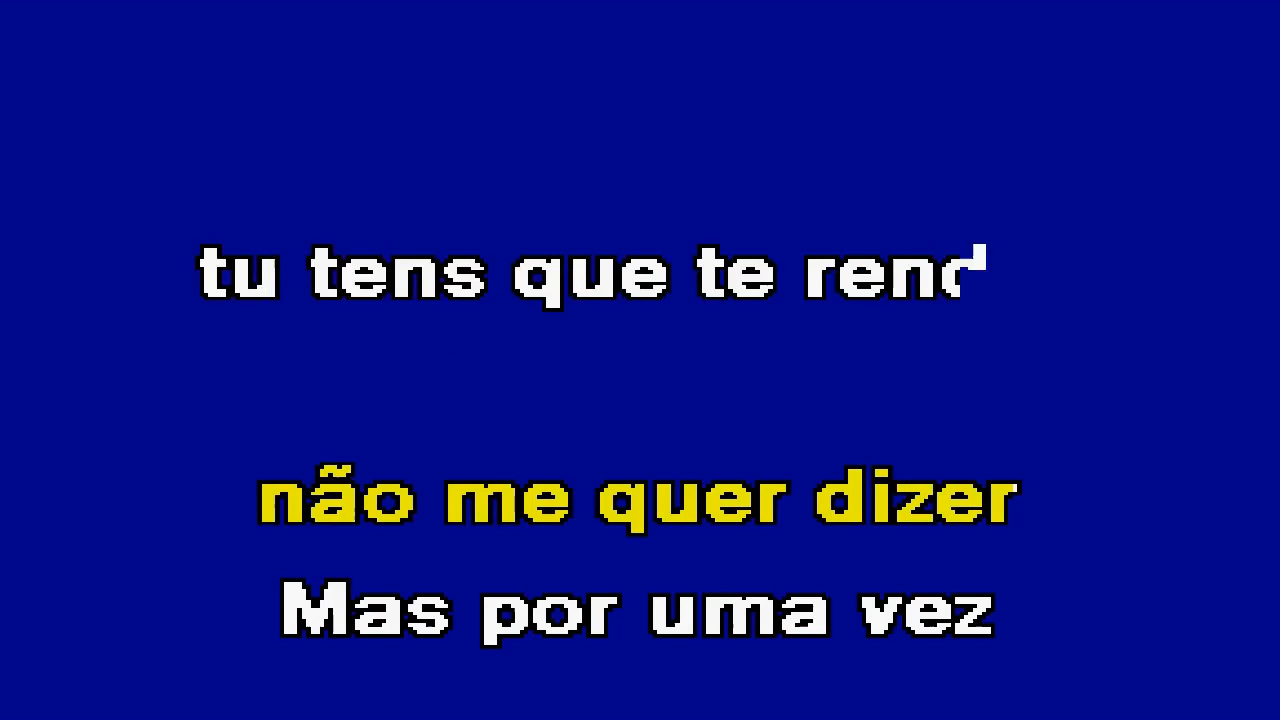 tu tens que te
não me quer dizer
Mas por uma vez